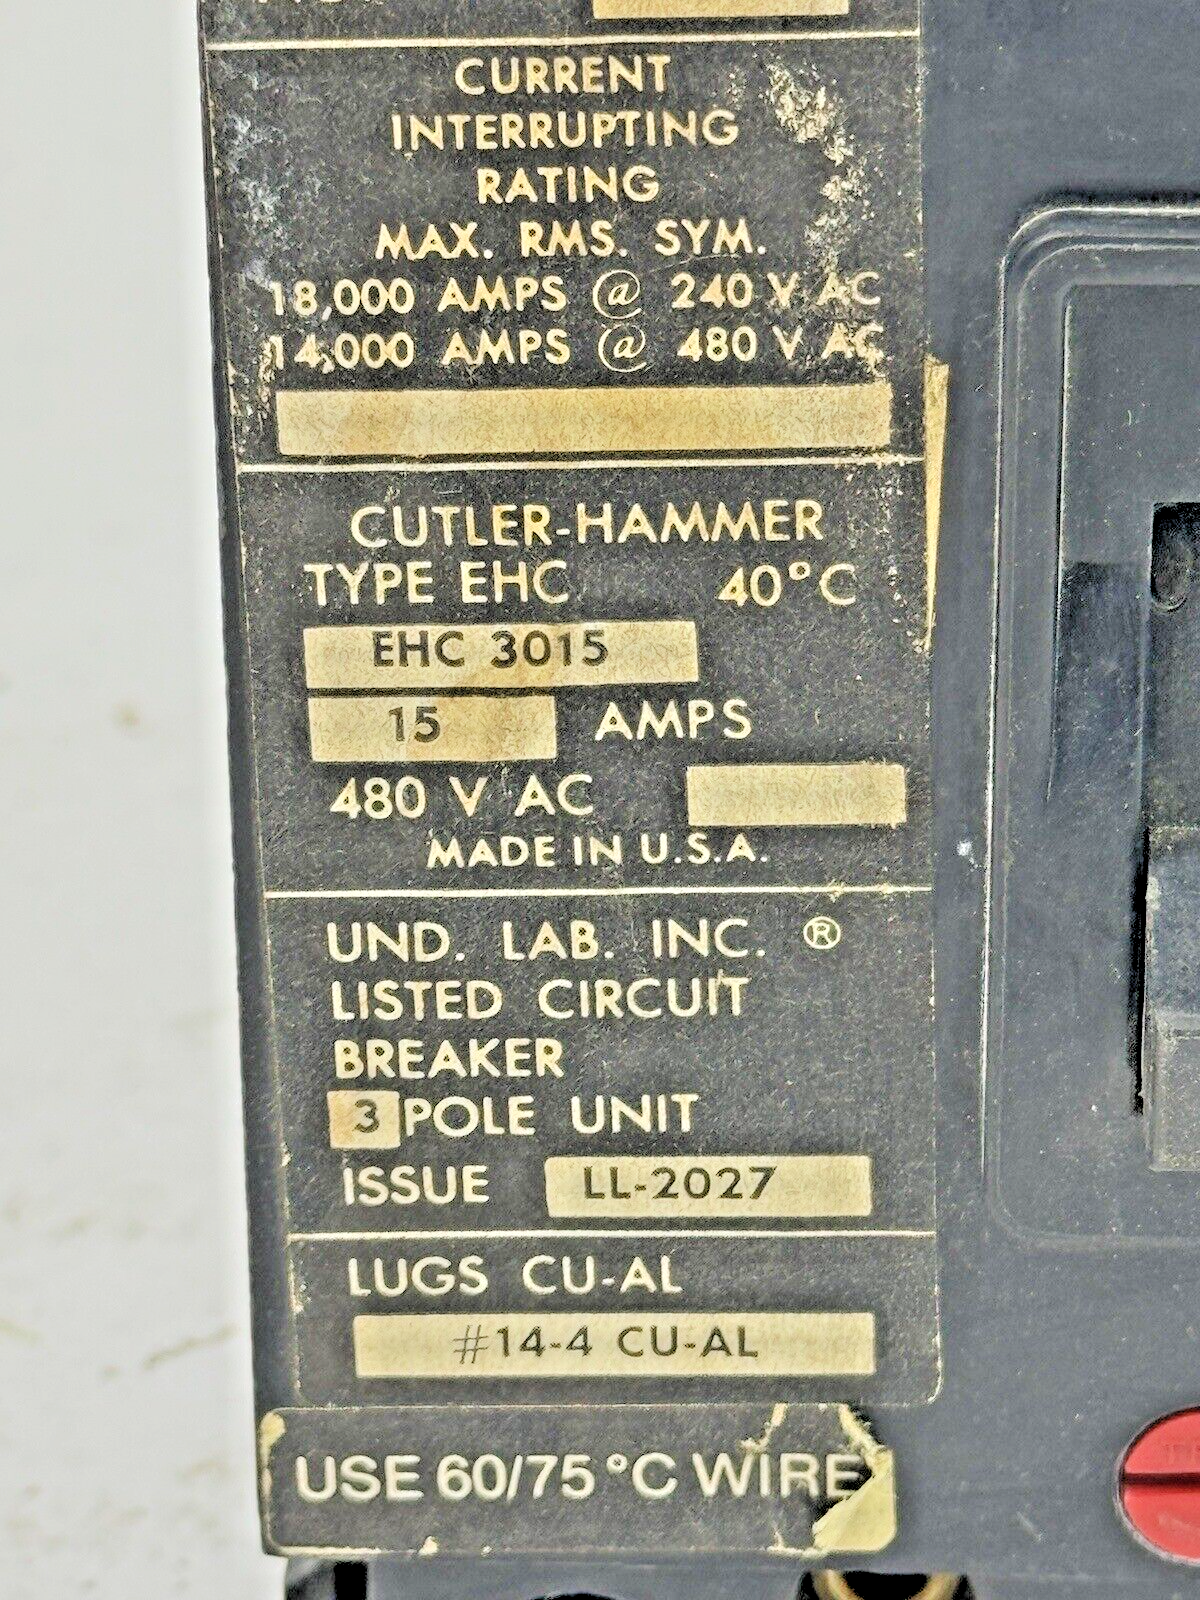 CURRENT
INTERRUPTING
RATING
MAX. RMS. SYM.
18,000 AMPS @ 240 V AC
14,000 AMPS @ 480 V AC
CUTLER-HAMMER
TYPE EHC 40°C
EHC 3015
15 AMPS
480 V AC
MADE IN U.S.A.
UND. LAB. INC. ®
LISTED CIRCUIT
BREAKER
3 POLE UNIT
ISSUE LL-2027
LUGS CU-AL
#14-4 CU-AL
USE 60/75°C WIRE